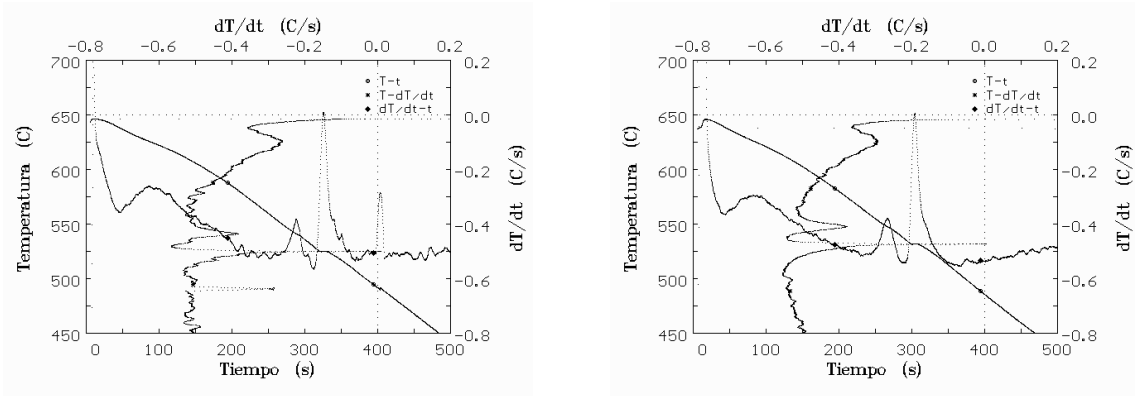 dT/dt (C/s)
-0.8 -0.6 -0.4 -0.2 0.0 0.2
700 650 600 550 500 450
Temperatura (C)
T-t
T-dT/dt
dT/dt-t
0.2 0.0 -0.2 -0.4 -0.6 -0.8
dT/dt (C/s)
0 100 200 300 400 500
Tiempo (s)
dT/dt (C/s)
-0.8 -0.6 -0.4 -0.2 0.0 0.2
700 650 600 550 500 450
Temperatura (C)
T-t
T-dT/dt
dT/dt-t
0.2 0.0 -0.2 -0.4 -0.6 -0.8
dT/dt (C/s)
0 100 200 300 400 500
Tiempo (s)